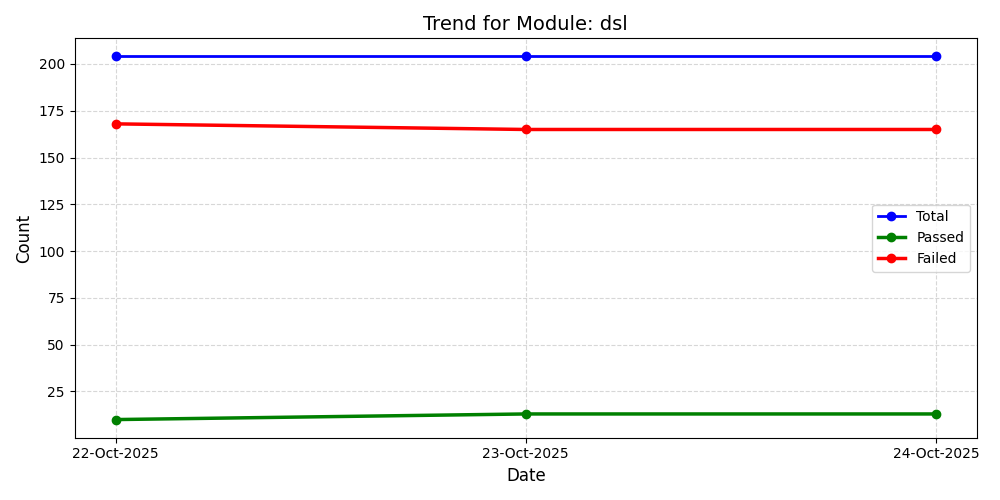 Trend for Module: dsl
200
175
150
125
100
75
50
25
Count
Total
Passed
Failed
22-Oct-2025
23-Oct-2025
24-Oct-2025
Date